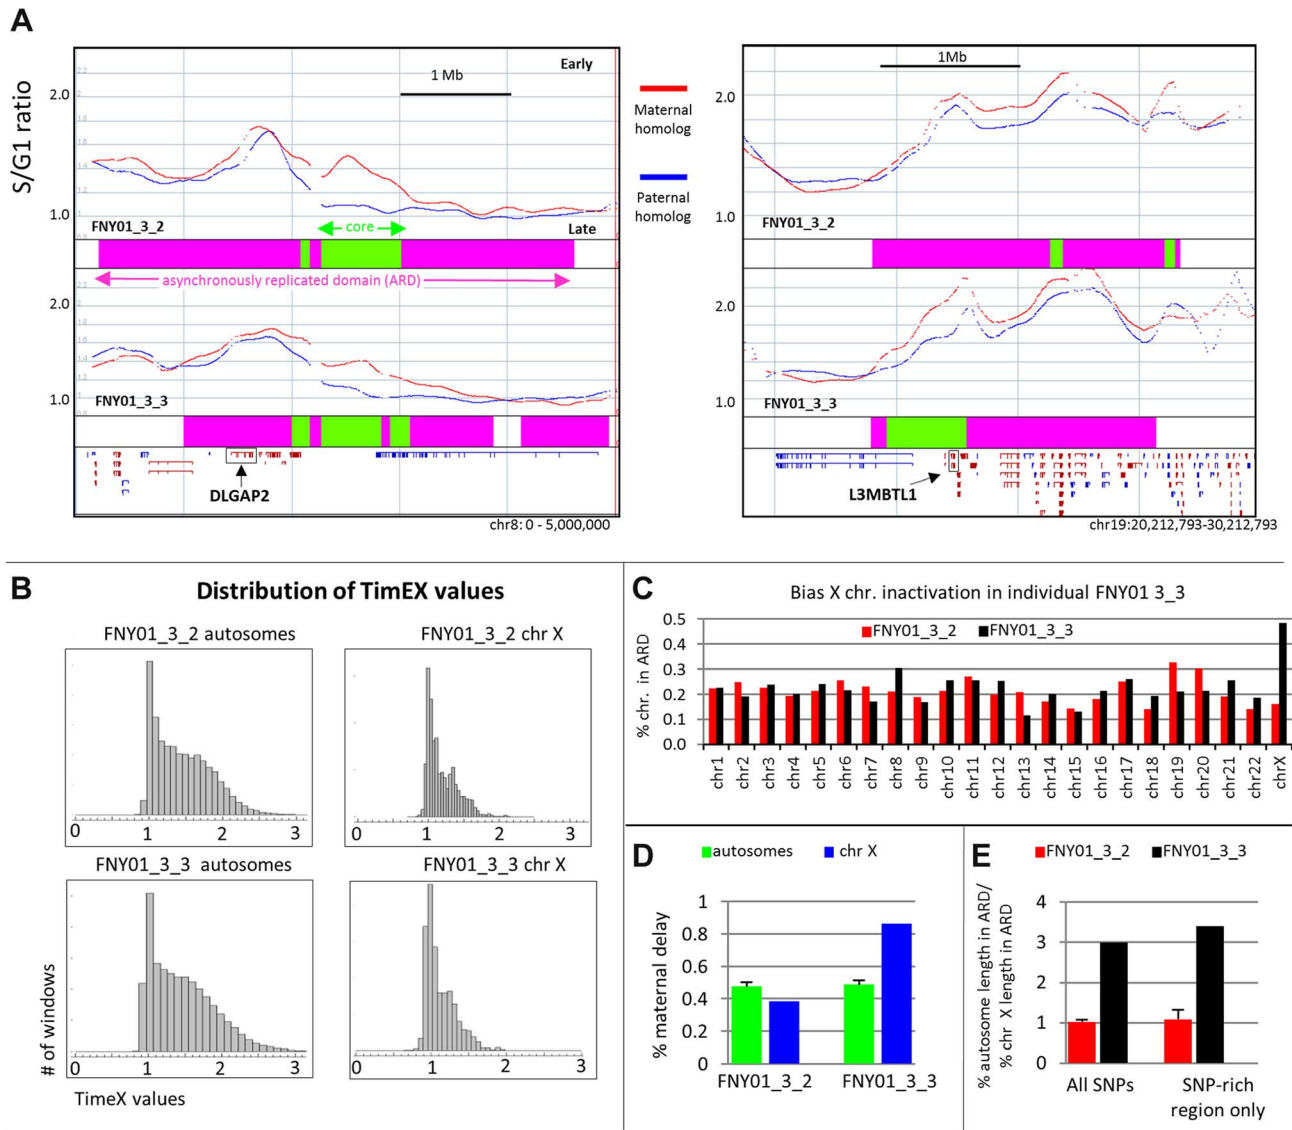 A
S/G1 ratio
2.0
1.0
2.0
1.0
1 Mb
Early
FNY01_3_2
core
Late
asynchronously replicated domain (ARD)
FNY01_3_3
DLGAP2
chr8: 0 - 5,000,000
Maternal
homolog
Paternal
homolog
1Mb
2.0
1.0
FNY01_3_2
2.0
1.0
FNY01_3_3
L3MBTL1
chr19:20,212,793-30,212,793
B
Distribution of TimEX values
FNY01_3_2 autosomes
FNY01_3_2 chr X
0 1 2 3
0 1 2 3
FNY01_3_3 autosomes
FNY01_3_3 chr X
# of windows
0 1 2 3
0 1 2 3
TimeX values
C
Bias X chr. inactivation in individual FNY01 3_3
% chr. in ARD
FNY01_3_2
FNY01_3_3
0.5
0.4
0.3
0.2
0.1
0.0
chr1
chr2
chr3
chr4
chr5
chr6
chr7
chr8
chr9
chr10
chr11
chr12
chr13
chr14
chr15
chr16
chr17
chr18
chr19
chr20
chr21
chr22
chrX
D
autosomes
chr X
% maternal delay
1
0.8
0.6
0.4
0.2
0
FNY01_3_2
FNY01_3_3
E
FNY01_3_2
FNY01_3_3
% autosome length in ARD/
% chr X length in ARD
4
3
2
1
0
All SNPs
SNP-rich
region only